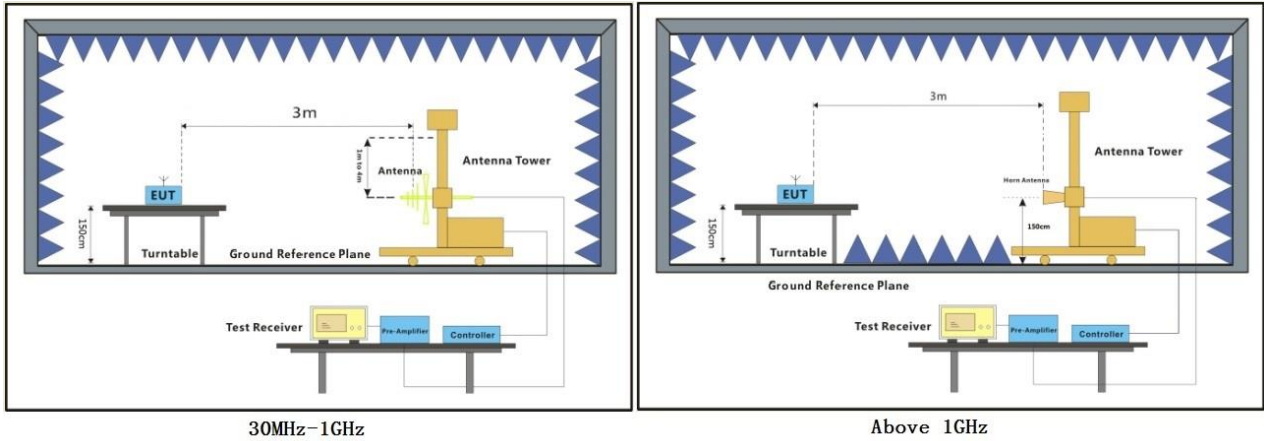 3m
1m to 4m
Antenna
Antenna Tower
EUT
150cm
Turntable
Ground Reference Plane
Test Receiver
Pre-Amplifier
Controller
30MHz-1GHz
3m
Antenna Tower
Horn Antenna
EUT
150cm
150cm
Turntable
Ground Reference Plane
Test Receiver
Pre-Amplifier
Controller
Above 1GHz